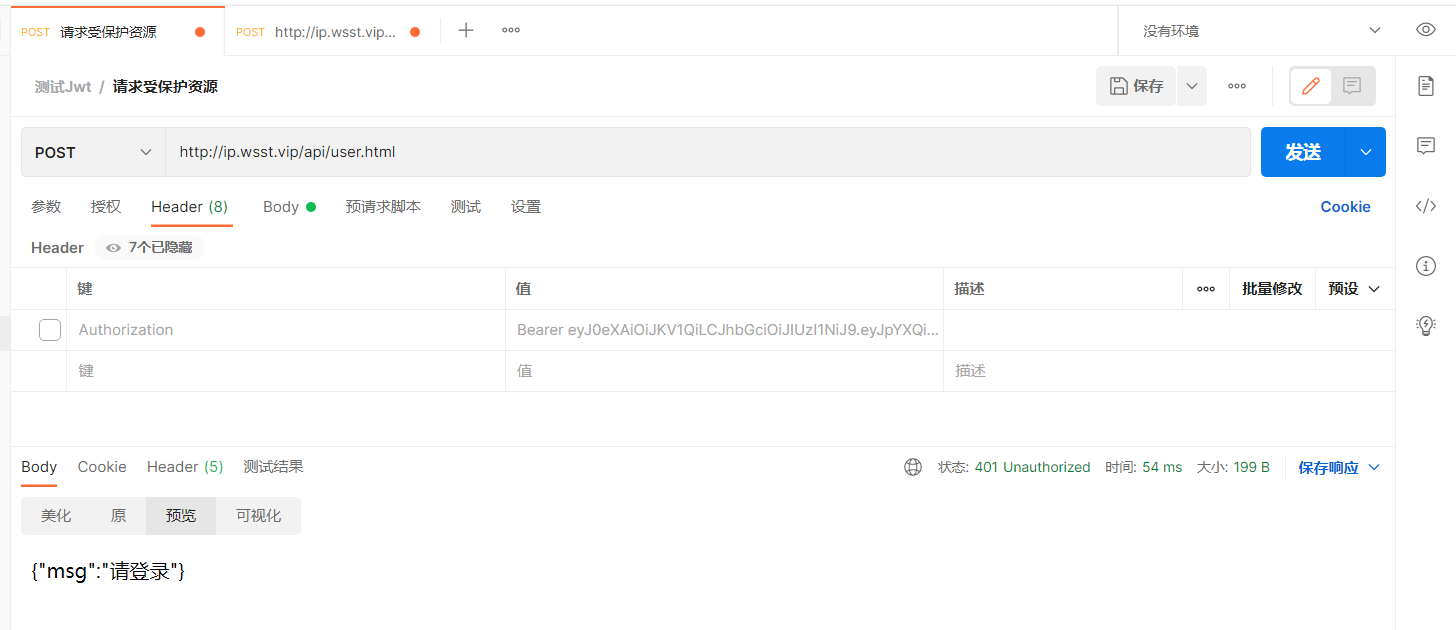 POST 请求受保护资源 POST http://ip.wsst.vip... 没有环境
测试Jwt / 请求受保护资源 保存
POST http://ip.wsst.vip/api/user.html 发送
参数 授权 Header (8) Body 预请求脚本 测试 设置 Cookie
Header 7个已隐藏
键 值 描述 批量修改 预设
Authorization Bearer eyJ0eXAiOiJKV1QiLCJhbGciOiJIUzI1NiJ9.eyJpYXQi...
键 值 描述
Body Cookie Header (5) 测试结果 状态: 401 Unauthorized 时间: 54 ms 大小: 199 B 保存响应
美化 原 预览 可视化
{"msg":"请登录"}